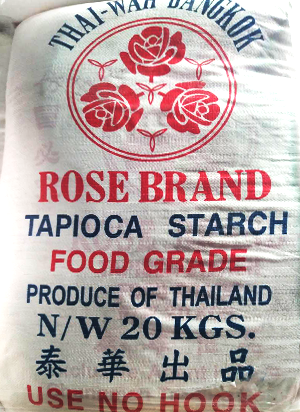 THAI-WAH BANGKOK
ROSE BRAND
TAPIOCA STARCH
FOOD GRADE
PRODUCE OF THAILAND
N/W 20 KGS.
泰華出品
USE NO HOOK